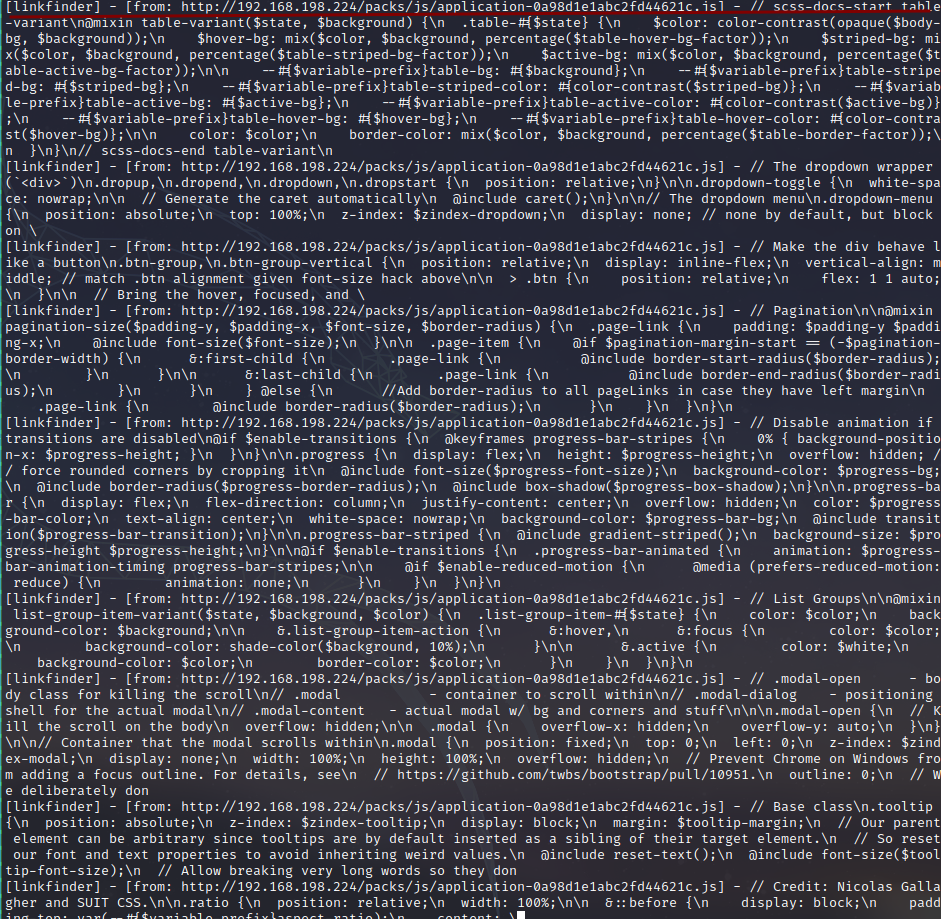 [linkfinder] - [from: http://192.168.198.224/packs/js/application-0a98d1e1abc2fd44621c.js] - // scss-docs-start table
-variant\n@mixin table-variant($state, $background) {\n  .table-#{$state} {\n    $color: color-contrast(opaque($body-
bg, $background));\n    $hover-bg: mix($color, $background, percentage($table-hover-bg-factor));\n    $striped-bg: mi
x($color, $background, percentage($table-striped-bg-factor));\n    $active-bg: mix($color, $background, percentage($t
able-active-bg-factor));\n\n    --#{$variable-prefix}table-bg: #{$background};\n    --#{$variable-prefix}table-stripe
d-bg: #{$striped-bg};\n    --#{$variable-prefix}table-striped-color: #{color-contrast($striped-bg)};\n    --#{$variab
le-prefix}table-active-bg: #{$active-bg};\n    --#{$variable-prefix}table-active-color: #{color-contrast($active-bg)}
;\n    --#{$variable-prefix}table-hover-bg: #{$hover-bg};\n    --#{$variable-prefix}table-hover-color: #{color-contra
st($hover-bg)};\n\n    color: $color;\n    border-color: mix($color, $background, percentage($table-border-factor));\
n  }\n}\n// scss-docs-end table-variant\n
[linkfinder] - [from: http://192.168.198.224/packs/js/application-0a98d1e1abc2fd44621c.js] - // The dropdown wrapper
(`<div>`)\n.dropup,\n.dropend,\n.dropdown,\n.dropstart {\n  position: relative;\n}\n\n.dropdown-toggle {\n  white-spa
ce: nowrap;\n\n  // Generate the caret automatically\n  @include caret();\n}\n\n// The dropdown menu\n.dropdown-menu
{\n  position: absolute;\n  top: 100%;\n  z-index: $zindex-dropdown;\n  display: none; // none by default, but block
on \
[linkfinder] - [from: http://192.168.198.224/packs/js/application-0a98d1e1abc2fd44621c.js] - // Make the div behave l
ike a button\n.btn-group,\n.btn-group-vertical {\n  position: relative;\n  display: inline-flex;\n  vertical-align: m
iddle; // match .btn alignment given font-size hack above\n\n  > .btn {\n    position: relative;\n    flex: 1 1 auto;
\n  }\n\n  // Bring the hover, focused, and \
[linkfinder] - [from: http://192.168.198.224/packs/js/application-0a98d1e1abc2fd44621c.js] - // Pagination\n\n@mixin
pagination-size($padding-y, $padding-x, $font-size, $border-radius) {\n  .page-link {\n    padding: $padding-y $paddi
ng-x;\n    @include font-size($font-size);\n  }\n\n  .page-item {\n    @if $pagination-margin-start == (-$pagination-
border-width) {\n      &:first-child {\n        .page-link {\n          @include border-start-radius($border-radius);
\n        }\n      }\n\n      &:last-child {\n        .page-link {\n          @include border-end-radius($border-radi
us);\n        }\n      }\n    } @else {\n      //Add border-radius to all pageLinks in case they have left margin\n
    .page-link {\n        @include border-radius($border-radius);\n      }\n    }\n  }\n}\n
[linkfinder] - [from: http://192.168.198.224/packs/js/application-0a98d1e1abc2fd44621c.js] - // Disable animation if
transitions are disabled\n@if $enable-transitions {\n  @keyframes progress-bar-stripes {\n    0% { background-positio
n-x: $progress-height; }\n  }\n}\n\n.progress {\n  display: flex;\n  height: $progress-height;\n  overflow: hidden; /
/ force rounded corners by cropping it\n  @include font-size($progress-font-size);\n  background-color: $progress-bg;
\n  @include border-radius($progress-border-radius);\n  @include box-shadow($progress-box-shadow);\n}\n\n.progress-ba
r {\n  display: flex;\n  flex-direction: column;\n  justify-content: center;\n  overflow: hidden;\n  color: $progress
-bar-color;\n  text-align: center;\n  white-space: nowrap;\n  background-color: $progress-bar-bg;\n  @include transit
ion($progress-bar-transition);\n}\n\n.progress-bar-striped {\n  @include gradient-striped();\n  background-size: $pro
gress-height $progress-height;\n}\n\n@if $enable-transitions {\n  .progress-bar-animated {\n    animation: $progress-
bar-animation-timing progress-bar-stripes;\n\n    @if $enable-reduced-motion {\n      @media (prefers-reduced-motion:
 reduce) {\n        animation: none;\n      }\n    }\n  }\n}\n
[linkfinder] - [from: http://192.168.198.224/packs/js/application-0a98d1e1abc2fd44621c.js] - // List Groups\n\n@mixin
 list-group-item-variant($state, $background, $color) {\n  .list-group-item-#{$state} {\n    color: $color;\n    back
ground-color: $background;\n\n    &.list-group-item-action {\n      &:hover,\n      &:focus {\n        color: $color;
\n        background-color: shade-color($background, 10%);\n      }\n\n      &.active {\n        color: $white;\n
    background-color: $color;\n        border-color: $color;\n      }\n    }\n  }\n}\n
[linkfinder] - [from: http://192.168.198.224/packs/js/application-0a98d1e1abc2fd44621c.js] - // .modal-open      - bo
dy class for killing the scroll\n// .modal           - container to scroll within\n// .modal-dialog    - positioning
shell for the actual modal\n// .modal-content   - actual modal w/ bg and corners and stuff\n\n\n.modal-open {\n  // K
ill the scroll on the body\n  overflow: hidden;\n\n  .modal {\n    overflow-x: hidden;\n    overflow-y: auto;\n  }\n}
\n\n// Container that the modal scrolls within\n.modal {\n  position: fixed;\n  top: 0;\n  left: 0;\n  z-index: $zind
ex-modal;\n  display: none;\n  width: 100%;\n  height: 100%;\n  overflow: hidden;\n  // Prevent Chrome on Windows fro
m adding a focus outline. For details, see\n  // https://github.com/twbs/bootstrap/pull/10951.\n  outline: 0;\n  // W
e deliberately don
[linkfinder] - [from: http://192.168.198.224/packs/js/application-0a98d1e1abc2fd44621c.js] - // Base class\n.tooltip
{\n  position: absolute;\n  z-index: $zindex-tooltip;\n  display: block;\n  margin: $tooltip-margin;\n  // Our parent
 element can be arbitrary since tooltips are by default inserted as a sibling of their target element.\n  // So reset
 our font and text properties to avoid inheriting weird values.\n  @include reset-text();\n  @include font-size($tool
tip-font-size);\n  // Allow breaking very long words so they don
[linkfinder] - [from: http://192.168.198.224/packs/js/application-0a98d1e1abc2fd44621c.js] - // Credit: Nicolas Galla
gher and SUIT CSS.\n\n.ratio {\n  position: relative;\n  width: 100%;\n\n  &::before {\n    display: block;\n    padd
ing-top: var(--#{$variable-prefix}aspect-ratio);\n    content: \